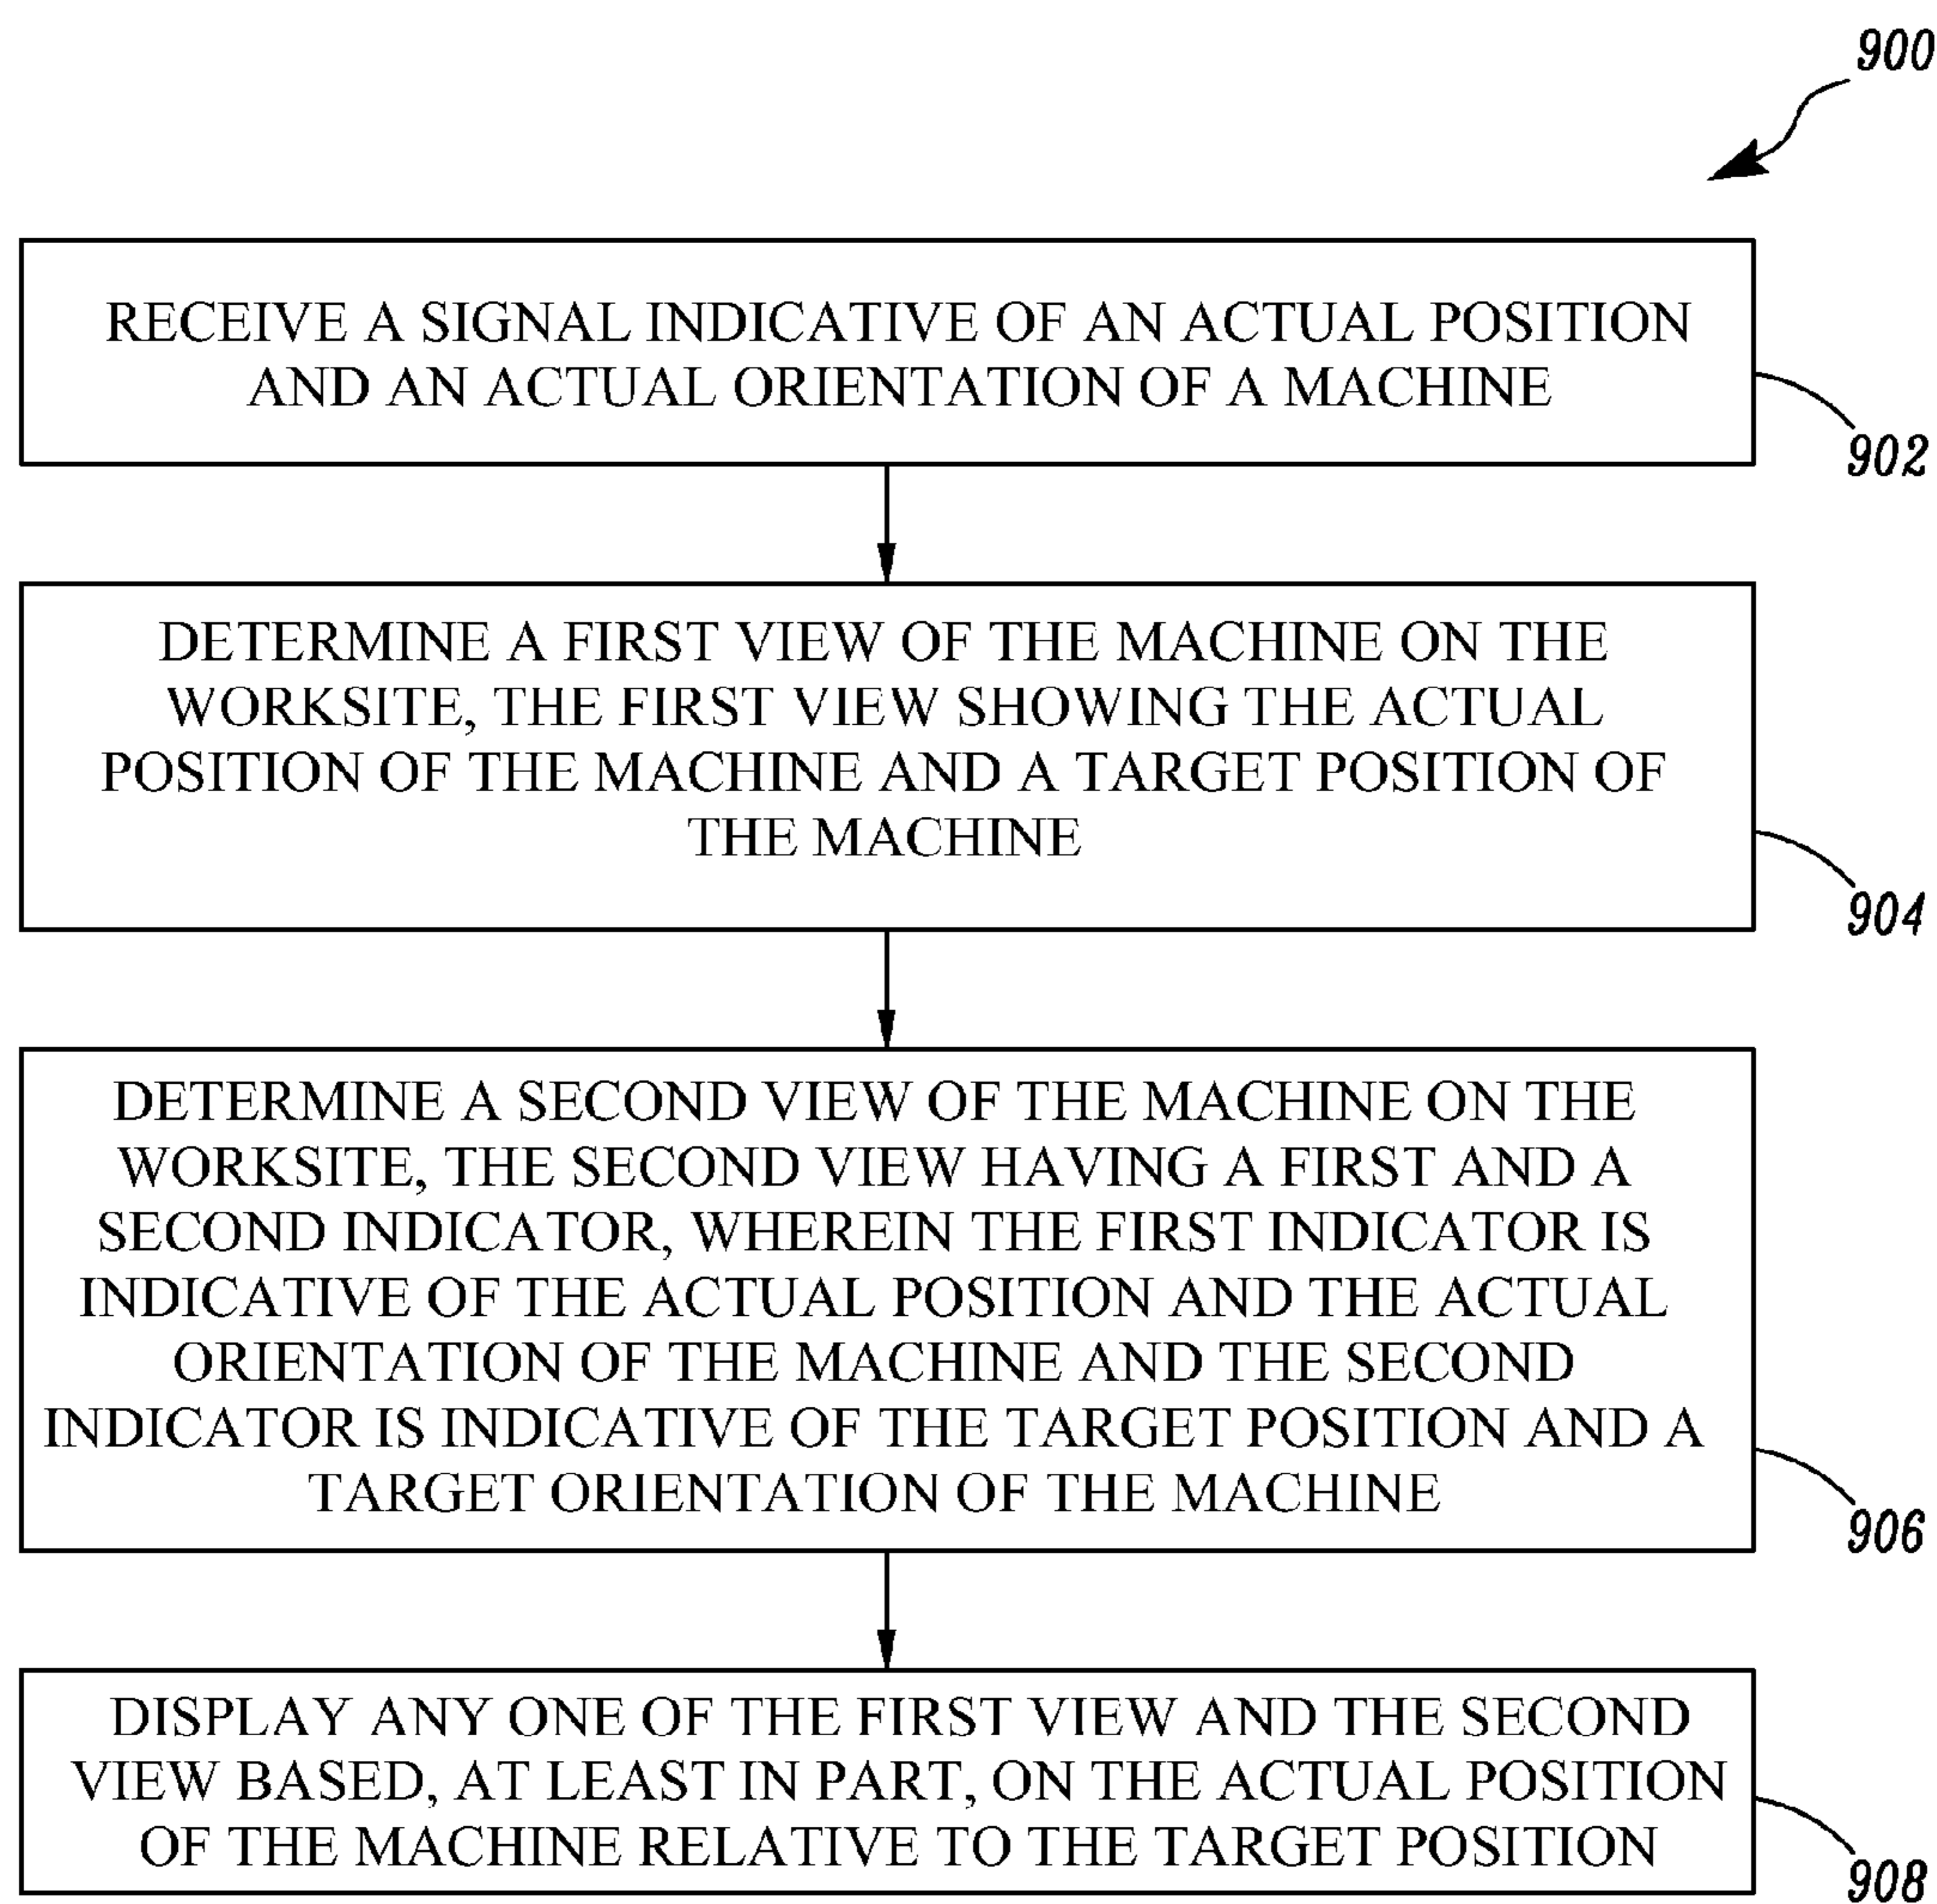 900
RECEIVE A SIGNAL INDICATIVE OF AN ACTUAL POSITION
AND AN ACTUAL ORIENTATION OF A MACHINE
902
DETERMINE A FIRST VIEW OF THE MACHINE ON THE
WORKSITE, THE FIRST VIEW SHOWING THE ACTUAL
POSITION OF THE MACHINE AND A TARGET POSITION OF
THE MACHINE
904
DETERMINE A SECOND VIEW OF THE MACHINE ON THE
WORKSITE, THE SECOND VIEW HAVING A FIRST AND A
SECOND INDICATOR, WHEREIN THE FIRST INDICATOR IS
INDICATIVE OF THE ACTUAL POSITION AND THE ACTUAL
ORIENTATION OF THE MACHINE AND THE SECOND
INDICATOR IS INDICATIVE OF THE TARGET POSITION AND A
TARGET ORIENTATION OF THE MACHINE
906
DISPLAY ANY ONE OF THE FIRST VIEW AND THE SECOND
VIEW BASED, AT LEAST IN PART, ON THE ACTUAL POSITION
OF THE MACHINE RELATIVE TO THE TARGET POSITION
908